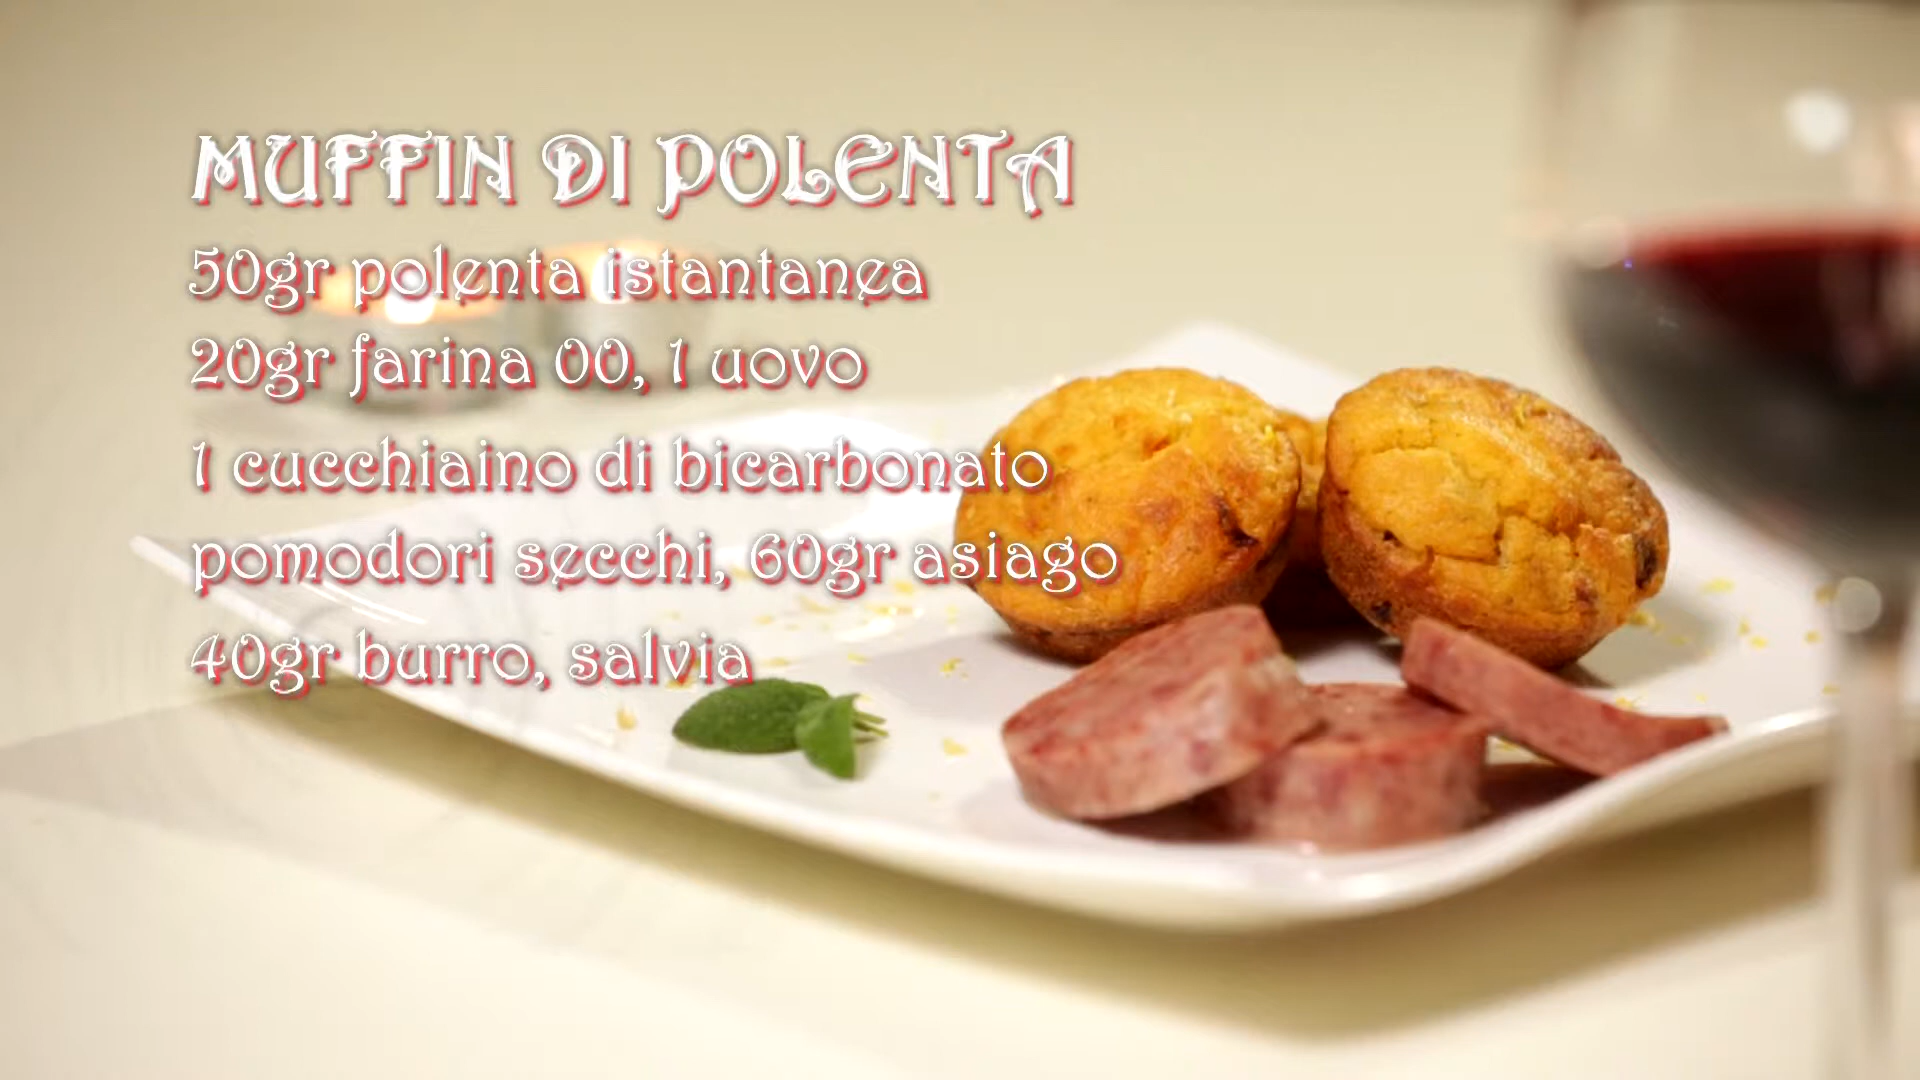 MUFFIN DI POLENTA
50gr polenta istantanea
20gr farina 00, 1 uovo
1 cucchiaino di bicarbonato
pomodori secchi, 60gr asiago
40gr burro, salvia